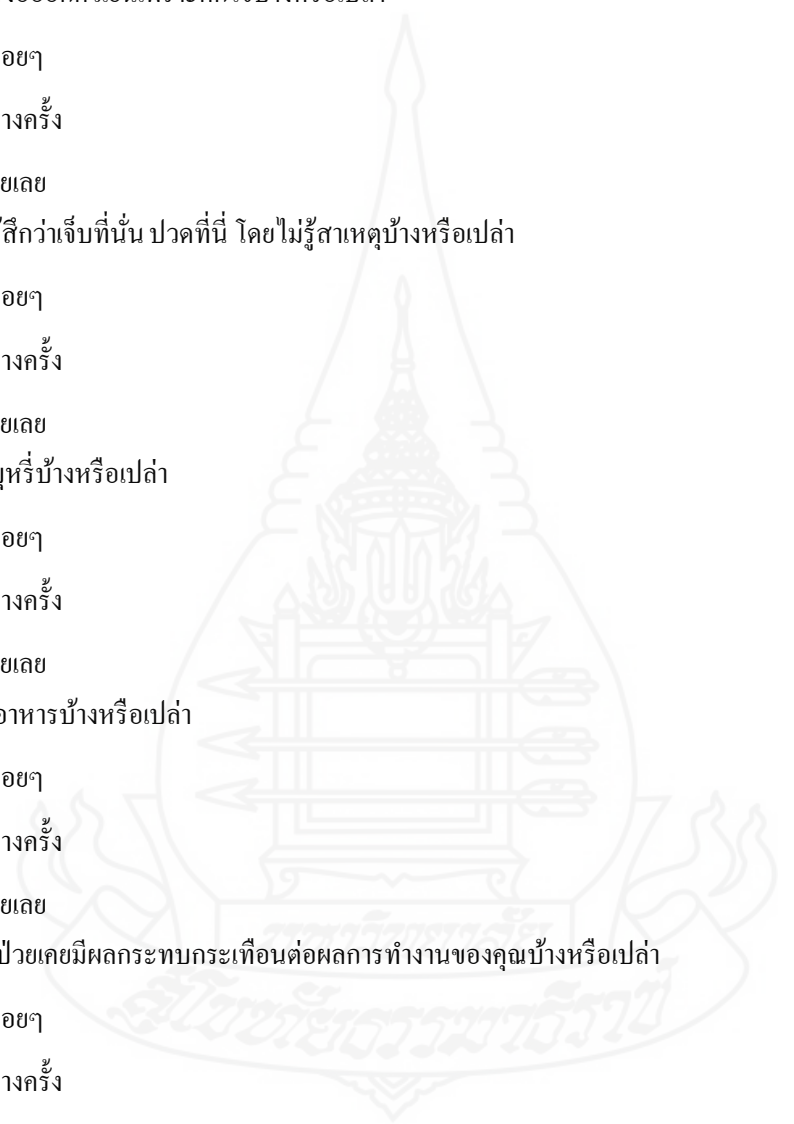 อยๆ
างครั้ง
ยเลย
สึกว่าเจ็บที่นั่น ปวดที่นี่ โดยไม่รู้สาเหตุบ้างหรือเปล่า
อยๆ
างครั้ง
ยเลย
ุหรี่บ้างหรือเปล่า
อยๆ
างครั้ง
ยเลย
อาหารบ้างหรือเปล่า
อยๆ
างครั้ง
ยเลย
ป่วยเคยมีผลกระทบกระเทือนต่อผลการทำงานของคุณบ้างหรือเปล่า
อยๆ
างครั้ง